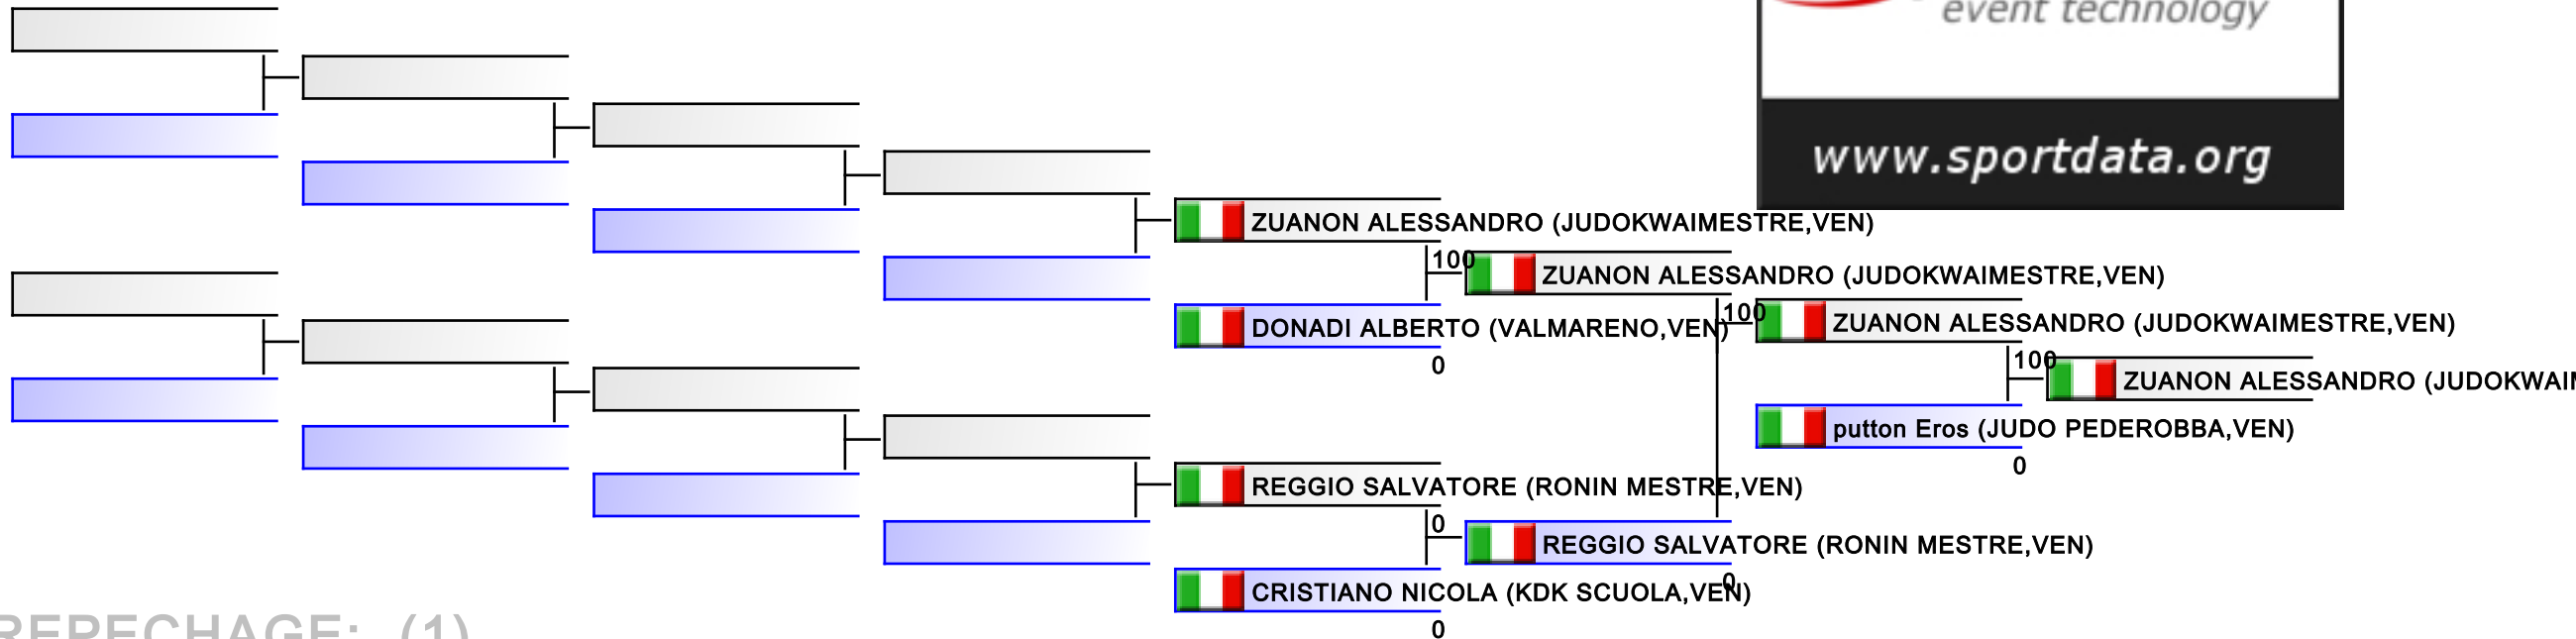 event technology
www.sportdata.org
ZUANON ALESSANDRO (JUDOKWAIMESTRE,VEN)
100
ZUANON ALESSANDRO (JUDOKWAIMESTRE,VEN)
DONADI ALBERTO (VALMARENO,VEN)
0
100
ZUANON ALESSANDRO (JUDOKWAIMESTRE,VEN)
100
ZUANON ALESSANDRO (JUDOKWAI
putton Eros (JUDO PEDEROBBA,VEN)
0
REGGIO SALVATORE (RONIN MESTRE,VEN)
0
REGGIO SALVATORE (RONIN MESTRE,VEN)
0
CRISTIANO NICOLA (KDK SCUOLA,VEN)
0
REPECHAGE: (1)